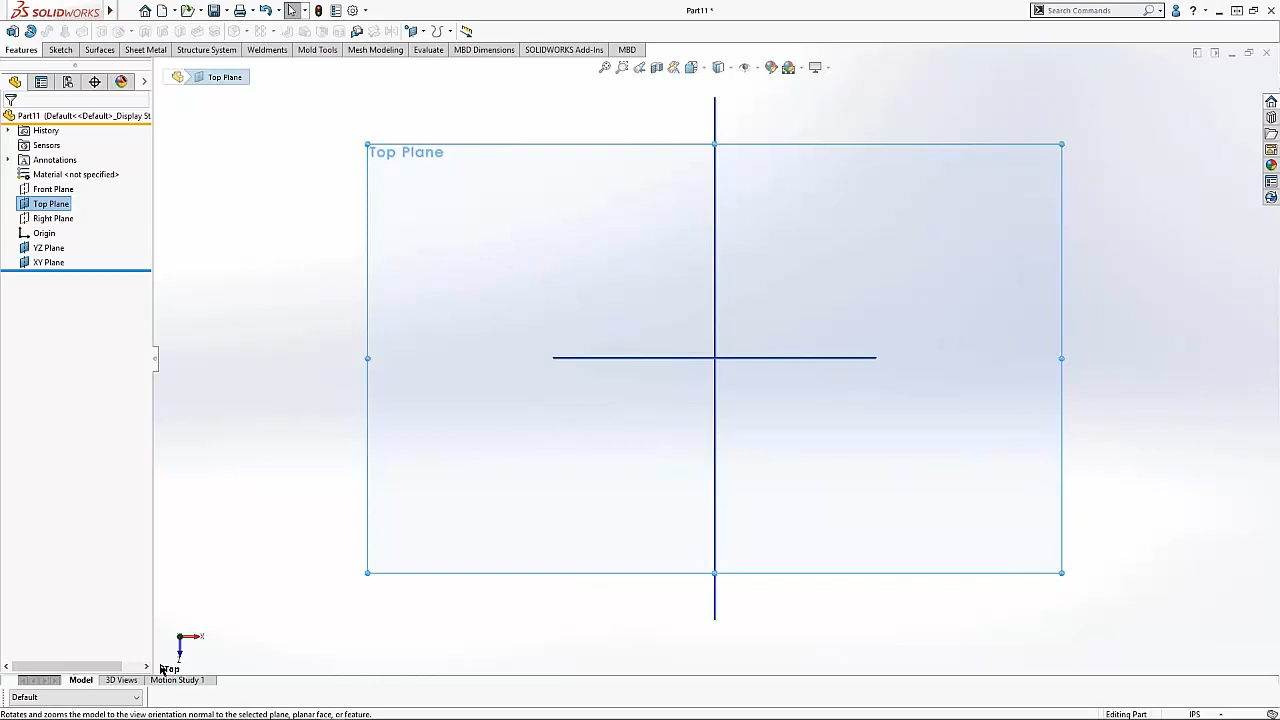 SOLIDWORKS
Part11 *
Search Commands
Features Sketch Surfaces Sheet Metal Structure System Weldments Mold Tools Mesh Modeling Evaluate MBD Dimensions SOLIDWORKS Add-Ins MBD
Top Plane
Part11 (Default<<Default>_Display St
History
Sensors
Annotations
Material <not specified>
Front Plane
Top Plane
Right Plane
Origin
YZ Plane
XY Plane
Top Plane
X
Z
*Top
Model 3D Views Motion Study 1
Default
Rotates and zooms the model to the view orientation normal to the selected plane, planar face, or feature.
Editing Part
IPS